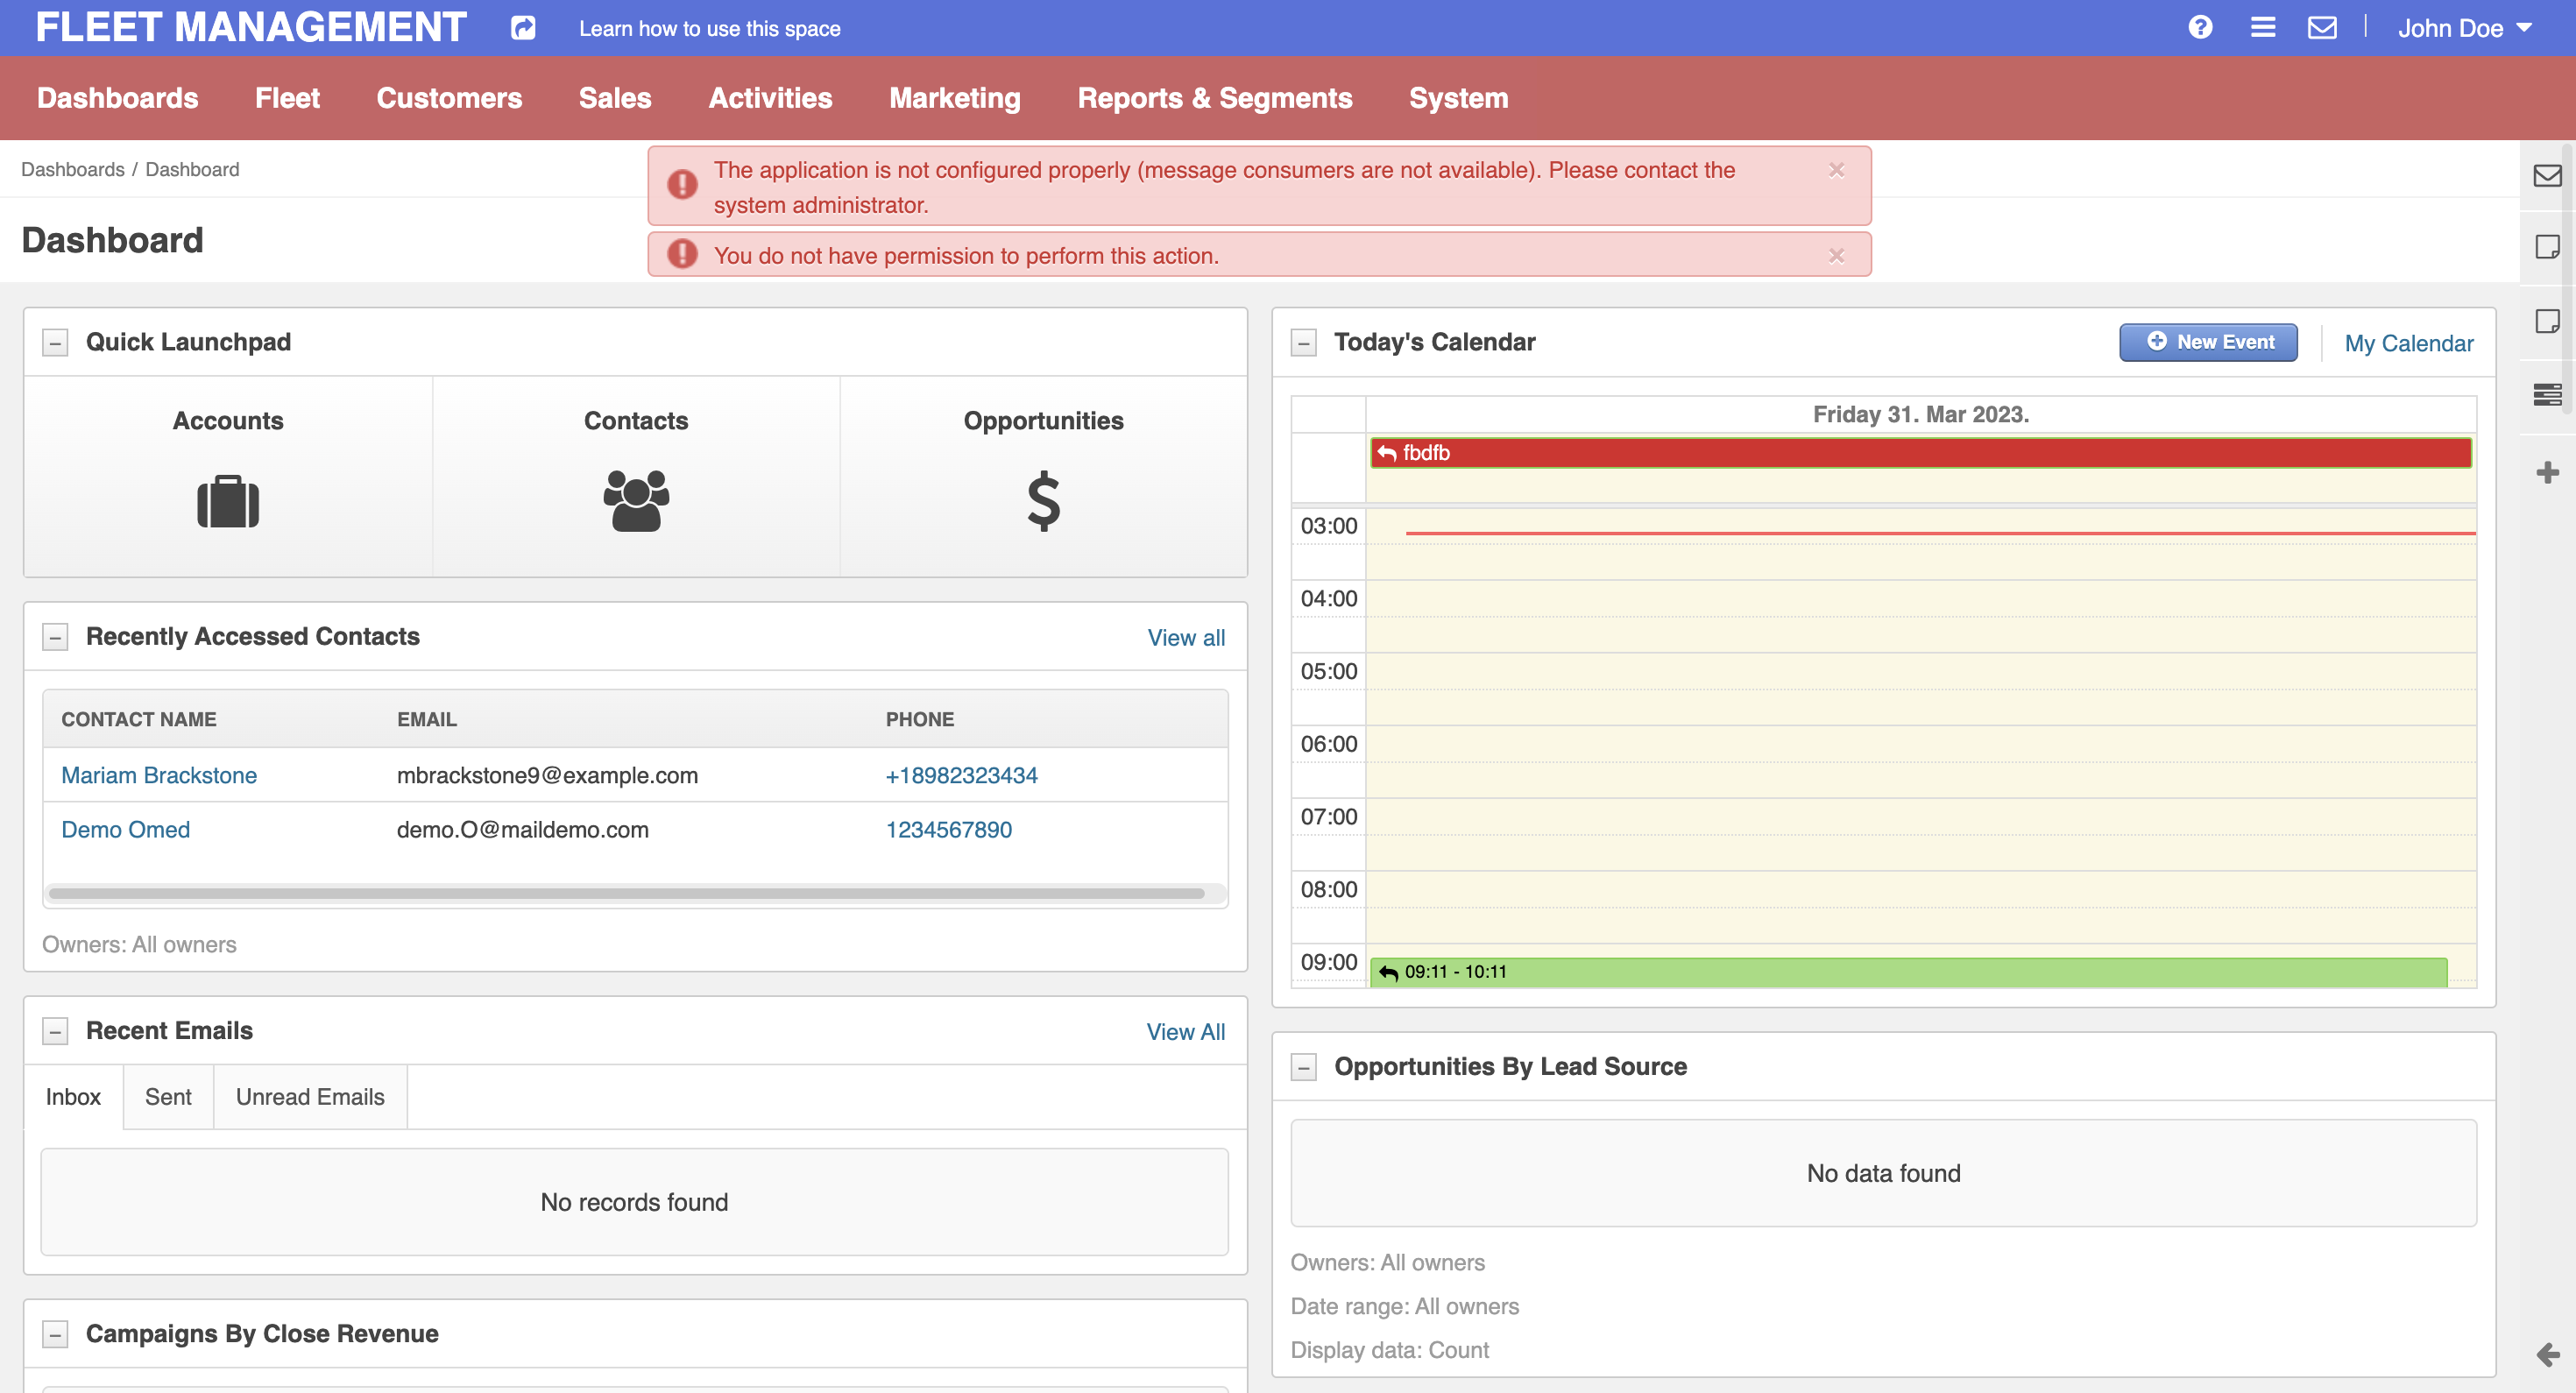 FLEET MANAGEMENT
Learn how to use this space
John Doe
Dashboards
Fleet
Customers
Sales
Activities
Marketing
Reports & Segments
System
Dashboards / Dashboard
The application is not configured properly (message consumers are not available). Please contact the
system administrator.
You do not have permission to perform this action.
Dashboard
Quick Launchpad
Accounts
Contacts
Opportunities
Recently Accessed Contacts
View all
CONTACT NAME
EMAIL
PHONE
Mariam Brackstone
mbrackstone9@example.com
+18982323434
Demo Omed
demo.O@maildemo.com
1234567890
Owners: All owners
Recent Emails
View All
Inbox
Sent
Unread Emails
No records found
Campaigns By Close Revenue
Today's Calendar
New Event
My Calendar
Friday 31. Mar 2023.
fbdfb
03:00
04:00
05:00
06:00
07:00
08:00
09:00
09:11 - 10:11
Opportunities By Lead Source
No data found
Owners: All owners
Date range: All owners
Display data: Count